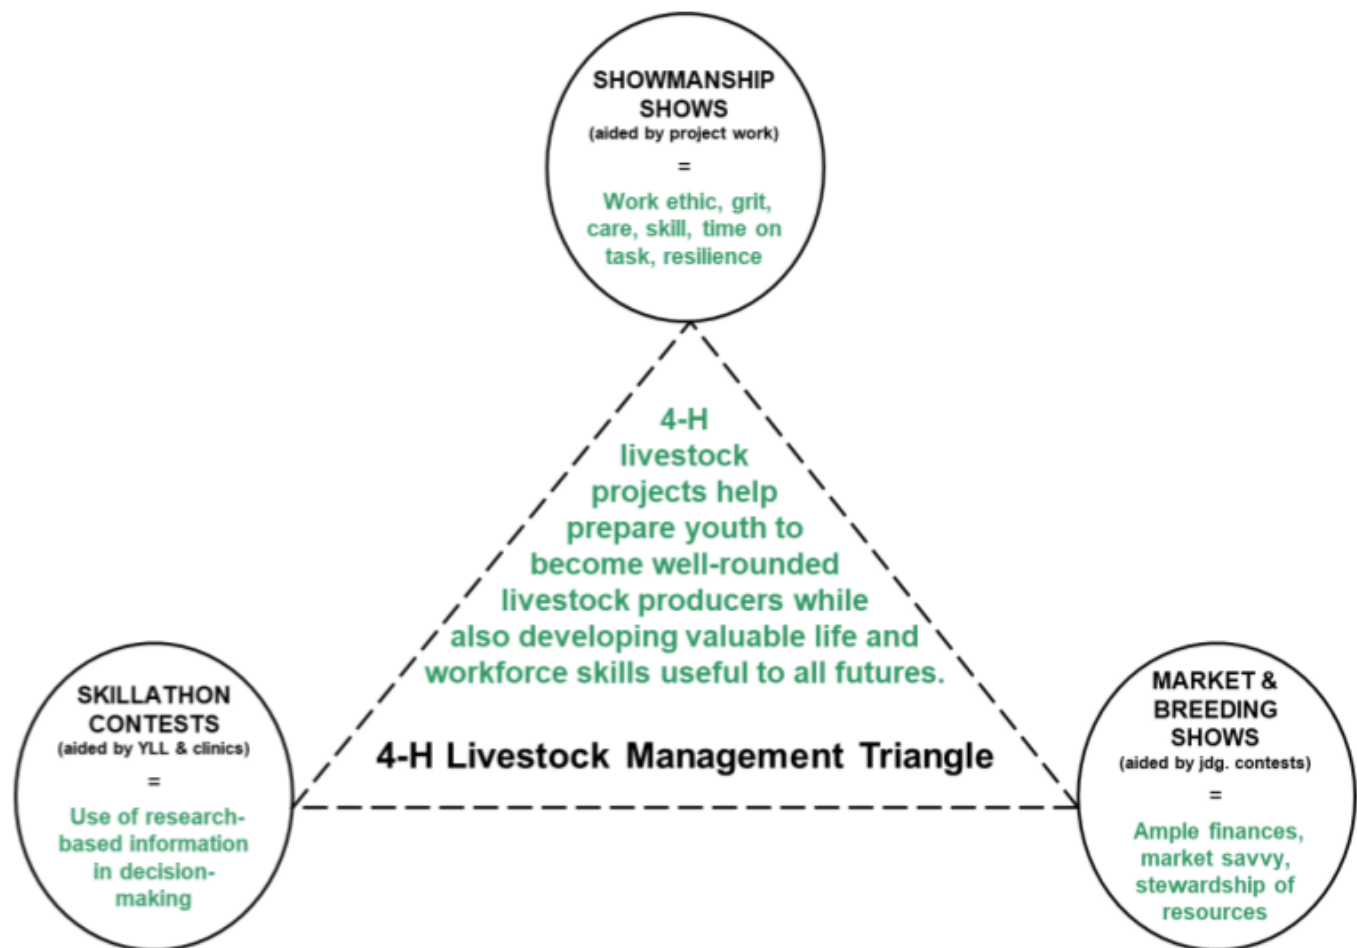 SHOWMANSHIP
SHOWS
(aided by project work)
=
Work ethic, grit,
care, skill, time on
task, resilience
4-H
livestock
projects help
prepare youth to
become well-rounded
livestock producers while
also developing valuable life and
workforce skills useful to all futures.
4-H Livestock Management Triangle
SKILLATHON
CONTESTS
(aided by YLL & clinics)
=
Use of research-
based information
in decision-
making
MARKET &
BREEDING
SHOWS
(aided by jdg. contests)
=
Ample finances,
market savvy,
stewardship of
resources